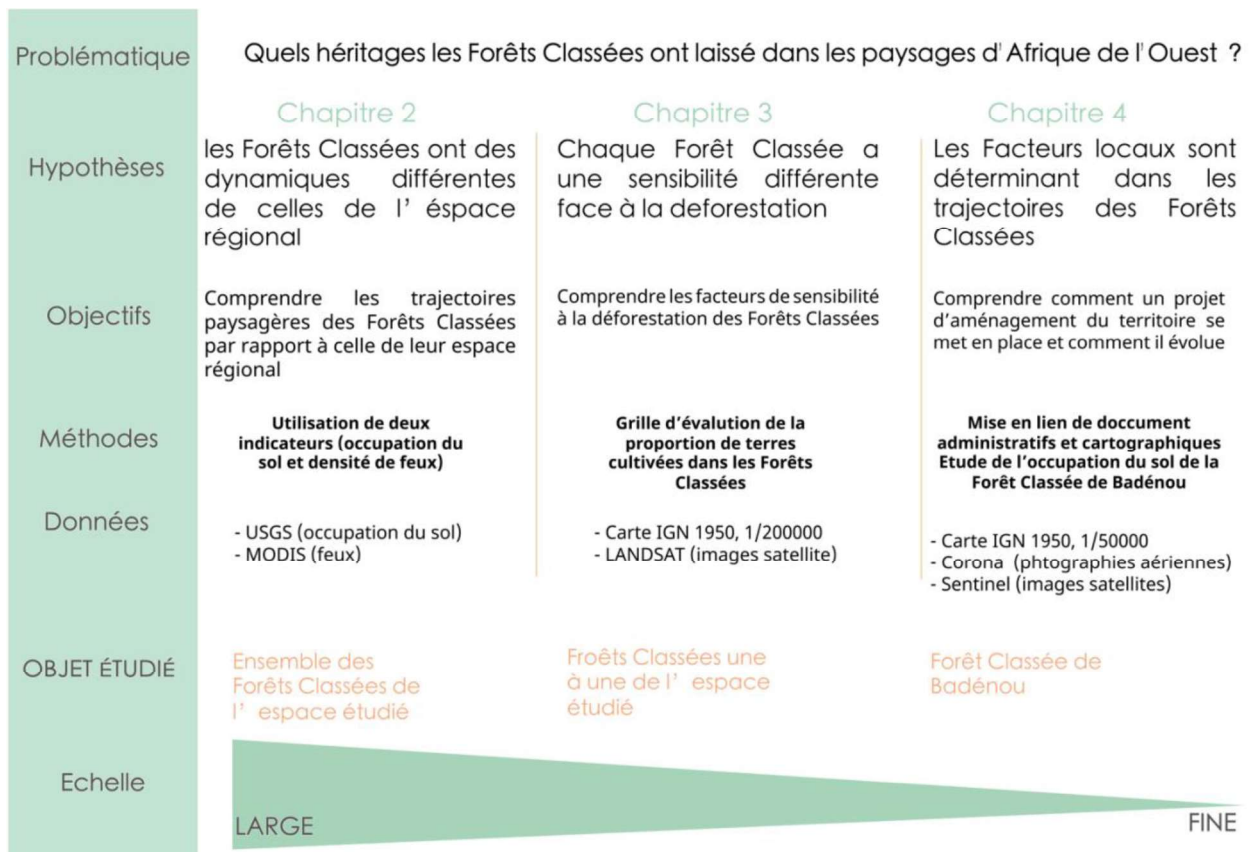 Problématique
Quels héritages les Forêts Classées ont laissé dans les paysages d'Afrique de l'Ouest ?
Chapitre 2
Chapitre 3
Chapitre 4
Hypothèses
les Forêts Classées ont des
dynamiques différentes
de celles de l' éspace
régional
Chaque Forêt Classée a
une sensibilité différente
face à la deforestation
Les Facteurs locaux sont
déterminant dans les
trajectoires des Forêts
Classées
Objectifs
Comprendre les trajectoires
paysagères des Forêts Classées
par rapport à celle de leur espace
régional
Comprendre les facteurs de sensibilité
à la déforestation des Forêts Classées
Comprendre comment un projet
d'aménagement du territoire se
met en place et comment il évolue
Méthodes
Utilisation de deux
indicateurs (occupation du
sol et densité de feux)
Grille d'évalution de la
proportion de terres
cultivées dans les Forêts
Classées
Mise en lien de doccument
administratifs et cartographiques
Etude de l'occupation du sol de la
Forêt Classée de Badénou
Données
- USGS (occupation du sol)
- MODIS (feux)
- Carte IGN 1950, 1/200000
- LANDSAT (images satellite)
- Carte IGN 1950, 1/50000
- Corona (phtographies aériennes)
- Sentinel (images satellites)
OBJET ÉTUDIÉ
Ensemble des
Forêts Classées de
l' espace étudié
Froêts Classées une
à une de l' espace
étudié
Forêt Classée de
Badénou
Echelle
LARGE
FINE